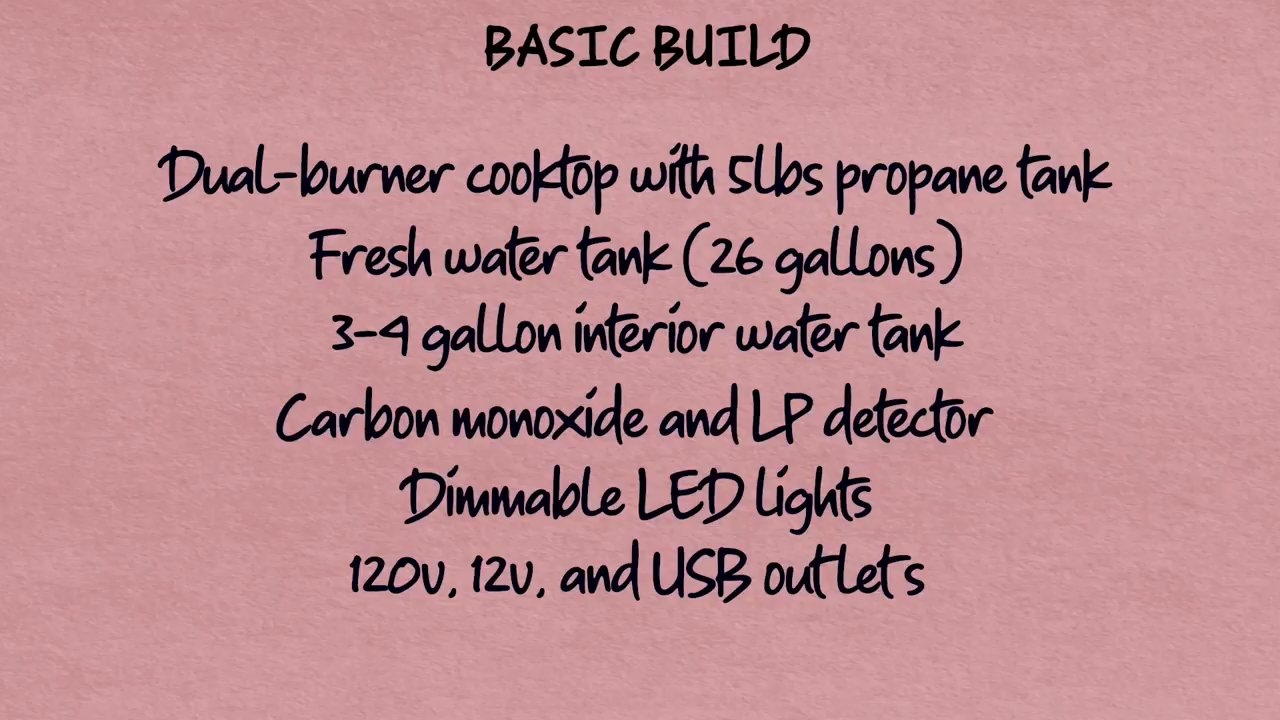 BASIC BUILD
Dual-burner cooktop with 5lbs propane tank
Fresh water tank (26 gallons)
3-4 gallon interior water tank
Carbon monoxide and LP detector
Dimmable LED lights
120v, 12v, and USB outlets